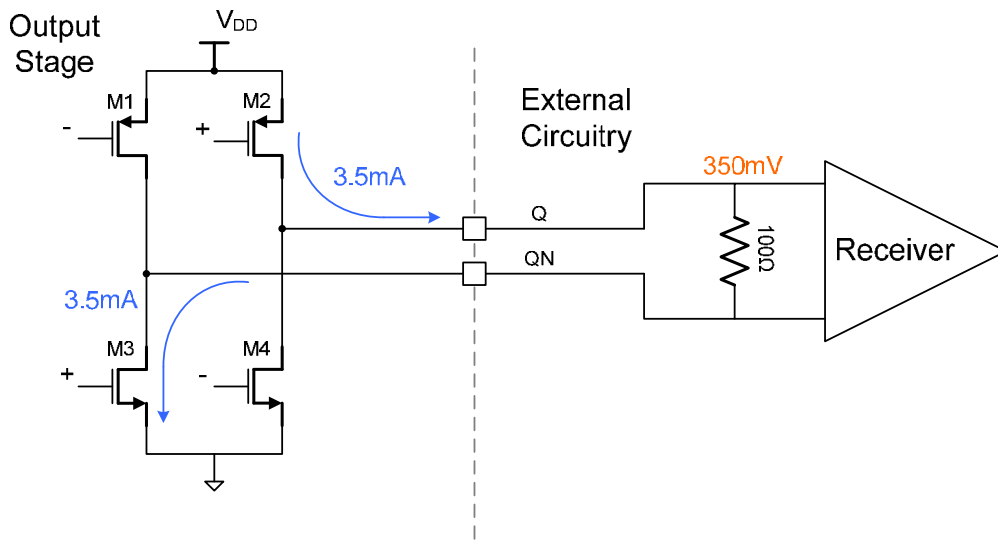 Output
Stage
VDD
M1
M2
-
+
3.5mA
External
Circuitry
350mV
Q
QN
100Ω
Receiver
3.5mA
M3
M4
+
-